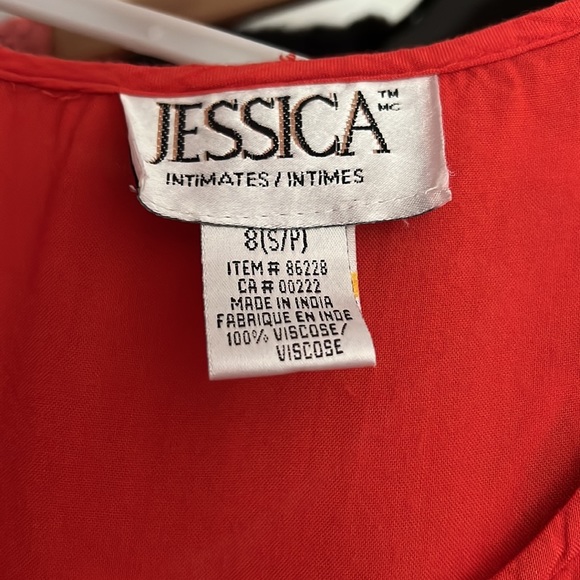 JESSICA TM MC
INTIMATES / INTIMES
8(S/P)
ITEM # 86228
CA # 00222
MADE IN INDIA
FABRIQUE EN INDE
100% VISCOSE/
VISCOSE